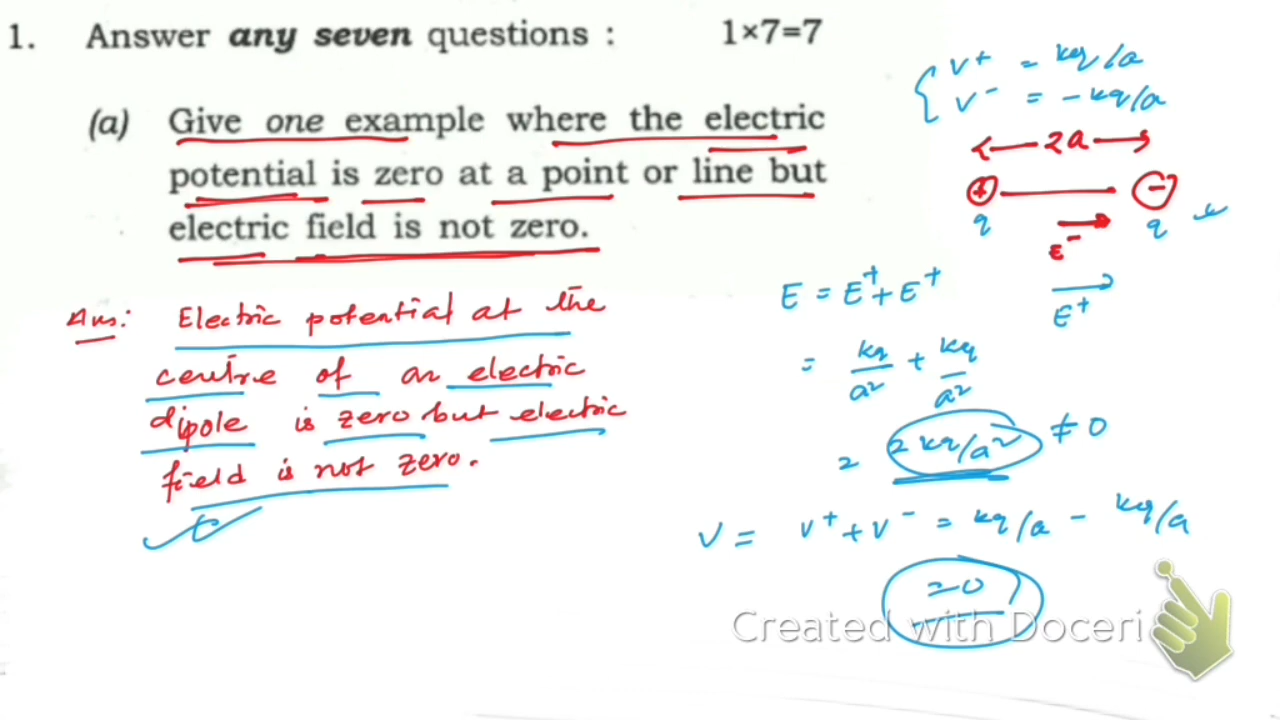 1. Answer any seven questions : 1×7=7
(a) Give one example where the electric
potential is zero at a point or line but
electric field is not zero.
Ans: Electric potential at the
centre of an electric
dipole is zero but electric
field is not zero.
V+ = kq/a
V- = -kq/a
2a
+ -
q q
E-
E+
E = E+ + E+
= kq/a² + kq/a²
= 2kq/a² ≠ 0
V = V+ + V- = kq/a - kq/a
=0
Created with Doceri